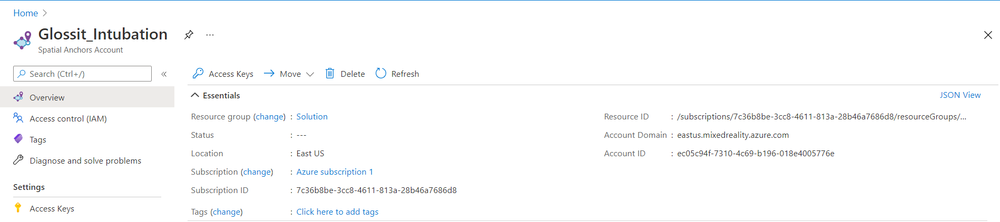 Home >
Glossit_Intubation
...
Spatial Anchors Account
Search (Ctrl+/)
«
Overview
Access control (IAM)
Tags
Diagnose and solve problems
Settings
Access Keys
Access Keys
Move
Delete
Refresh
Essentials
JSON View
Resource group (change) : Solution
Status : ---
Location : East US
Subscription (change) : Azure subscription 1
Subscription ID : 7c36b8be-3cc8-4611-813a-28b46a7686d8
Tags (change) : Click here to add tags
Resource ID : /subscriptions/7c36b8be-3cc8-4611-813a-28b46a7686d8/resourceGroups/...
Account Domain : eastus.mixedreality.azure.com
Account ID : ec05c94f-7310-4c69-b196-018e4005776e